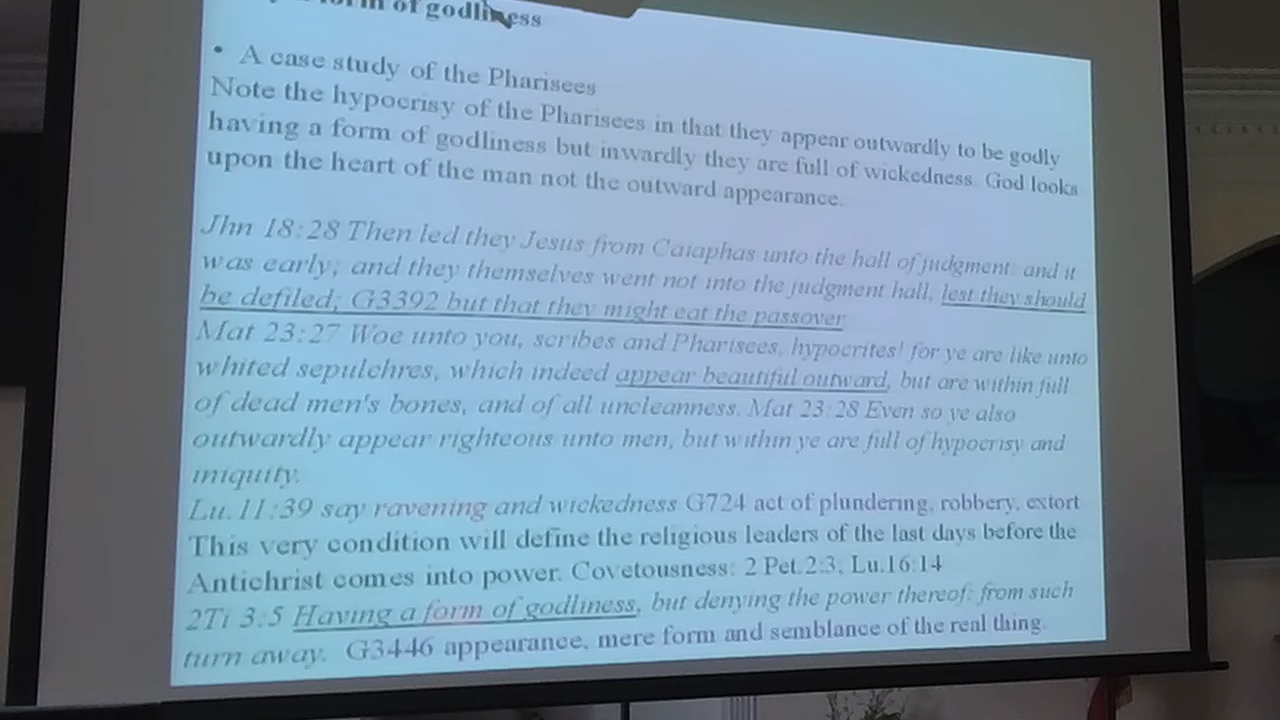 form of godliness
• A case study of the Pharisees
Note the hypocrisy of the Pharisees in that they appear outwardly to be godly
having a form of godliness but inwardly they are full of wickedness. God looks
upon the heart of the man not the outward appearance.
Jhn 18:28 Then led they Jesus from Caiaphas unto the hall of judgment: and it
was early; and they themselves went not into the judgment hall, lest they should
be defiled; G3392 but that they might eat the passover.
Mat 23:27 Woe unto you, scribes and Pharisees, hypocrites! for ye are like unto
whited sepulchres, which indeed appear beautiful outward, but are within full
of dead men's bones, and of all uncleanness. Mat 23:28 Even so ye also
outwardly appear righteous unto men, but within ye are full of hypocrisy and
iniquity.
Lu.11:39 say ravening and wickedness G724 act of plundering, robbery, extort
This very condition will define the religious leaders of the last days before the
Antichrist comes into power. Covetousness: 2 Pet.2:3; Lu.16:14
2Ti 3:5 Having a form of godliness, but denying the power thereof: from such
turn away. G3446 appearance, mere form and semblance of the real thing.